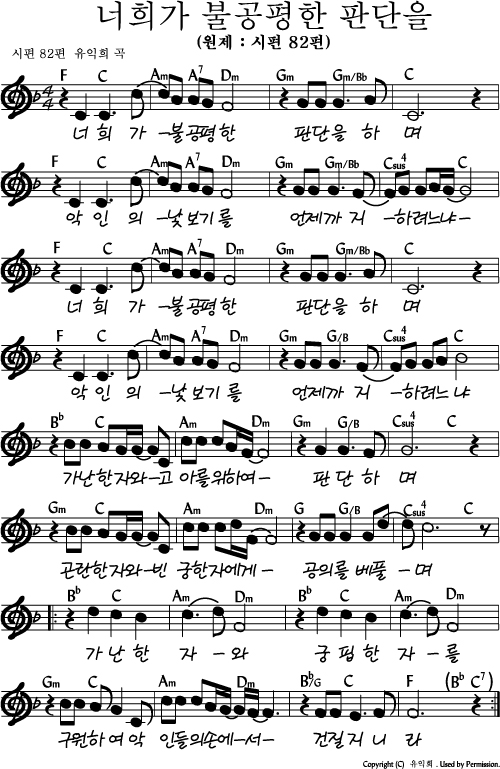 너희가 불공평한 판단을
(원제 : 시편 82편)
시편 82편 유익희 곡
F C Am A7 Dm Gm Gm/Bb C
너 희 가 -불공평한 판단을 하 며
F C Am A7 Dm Gm Gm/Bb Csus4 C
악 인 의 -낯보기를 언제까 지 -하려느냐-
F C Am A7 Dm Gm Gm/Bb C
너 희 가 -불공평한 판단을 하 며
F C Am A7 Dm Gm G/B Csus4 C
악 인 의 -낯보기를 언제까 지 -하려느냐
Bb C Am Dm Gm G/B Csus4 C
가난한자와-고 아를위하여- 판 단하 며
Gm C Am Dm G G/B Csus4 C
곤란한자와-빈 궁한자에게- 공의를 베풀-며
Bb C Am Dm Bb C Am Dm
가 난 한 자-와 궁 핍 한 자-를
Gm C Am Dm Bb/G C F (Bb C7)
구원하여악 인들의손에-서- 건질지 니 라
Copyright (C) 유익희 . Used by Permission.